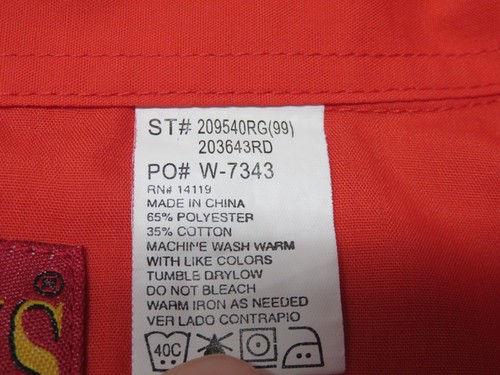 ST# 209540RG(99)
203643RD
PO# W-7343
RN# 14119
MADE IN CHINA
65% POLYESTER
35% COTTON
MACHINE WASH WARM
WITH LIKE COLORS
TUMBLE DRYLOW
DO NOT BLEACH
WARM IRON AS NEEDED
VER LADO CONTRAPIO
40C
S®